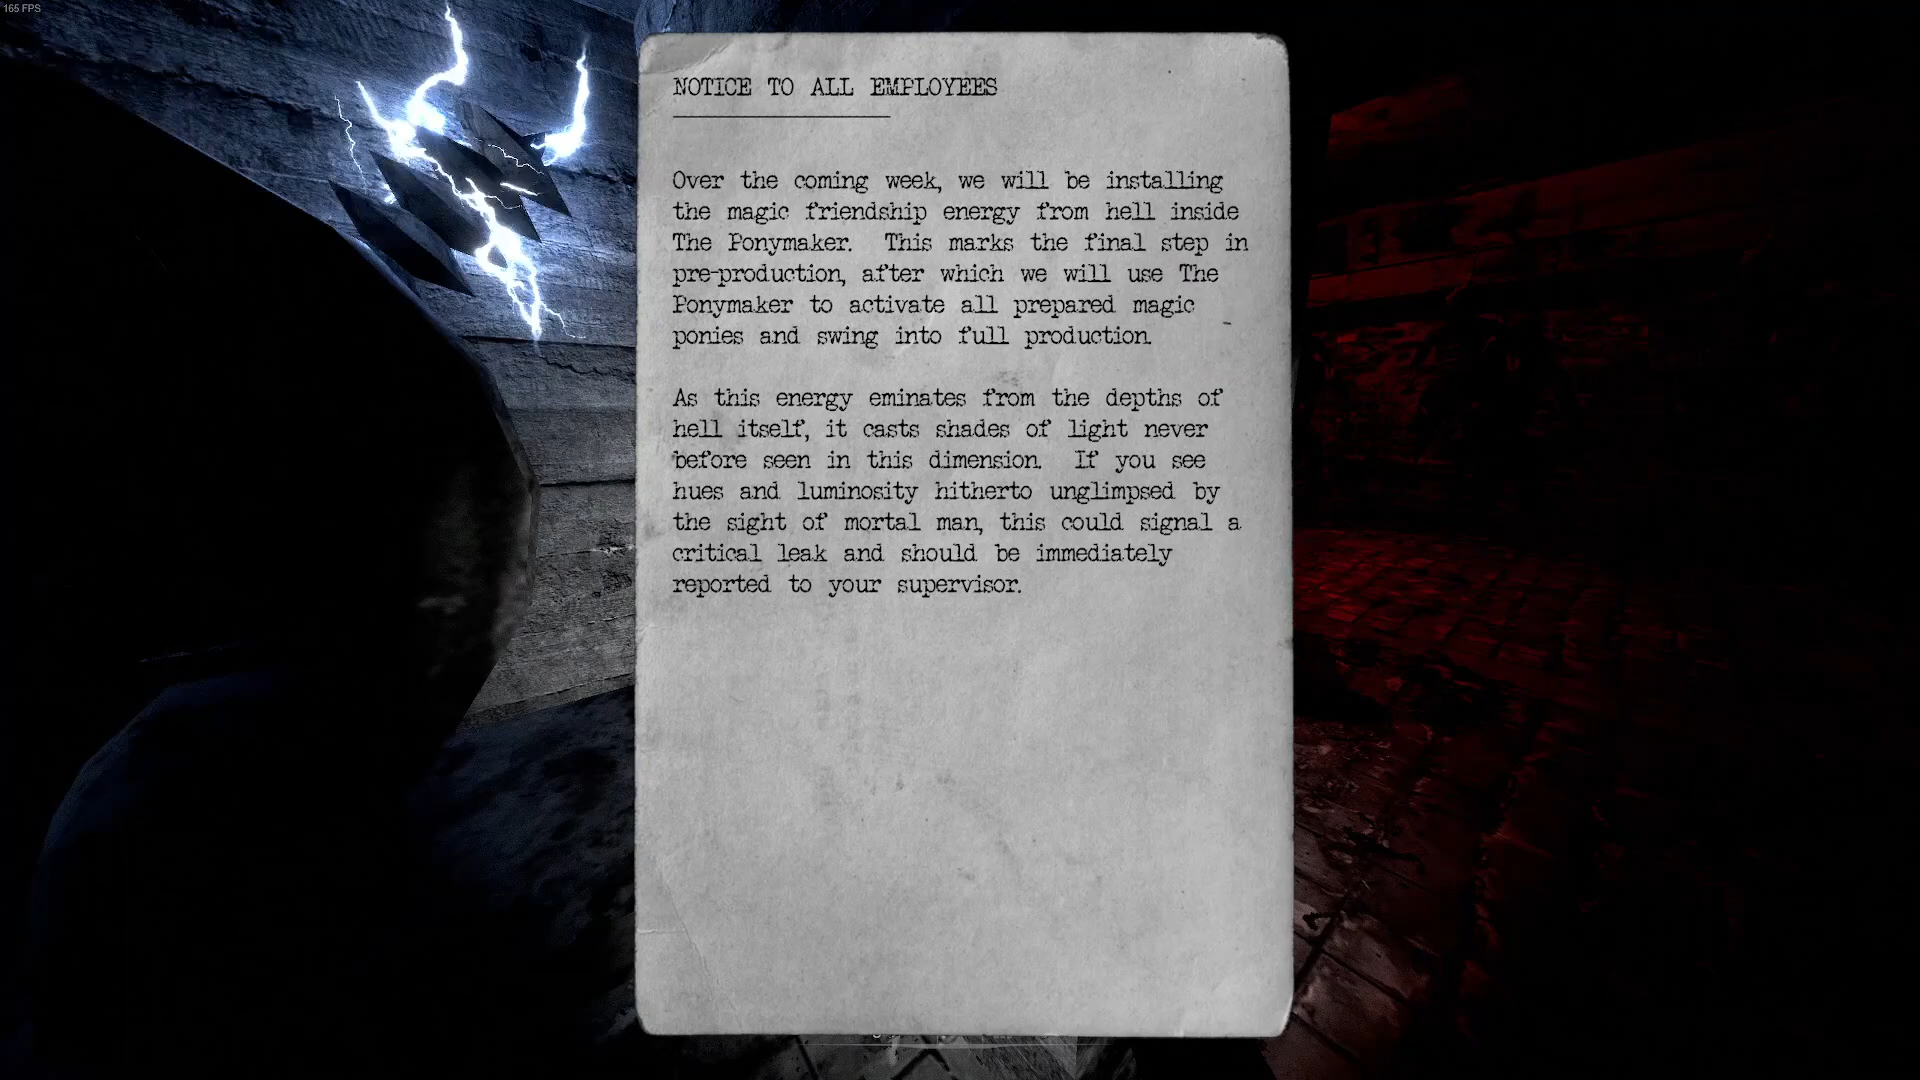 165 FPS
NOTICE TO ALL EMPLOYEES
Over the coming week, we will be installing
the magic friendship energy from hell inside
The Ponymaker. This marks the final step in
pre-production, after which we will use The
Ponymaker to activate all prepared magic
ponies and swing into full production.
As this energy eminates from the depths of
hell itself, it casts shades of light never
before seen in this dimension. If you see
hues and luminosity hitherto unglimpsed by
the sight of mortal man, this could signal a
critical leak and should be immediately
reported to your supervisor.